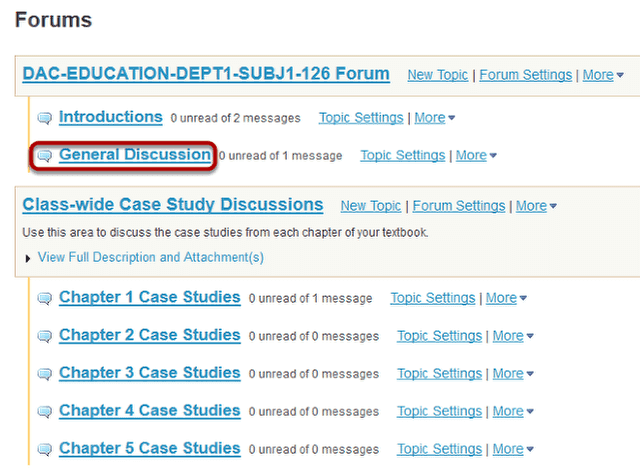 Forums
DAC-EDUCATION-DEPT1-SUBJ1-126 Forum New Topic | Forum Settings | More
Introductions 0 unread of 2 messages Topic Settings | More
General Discussion 0 unread of 1 message Topic Settings | More
Class-wide Case Study Discussions New Topic | Forum Settings | More
Use this area to discuss the case studies from each chapter of your textbook.
View Full Description and Attachment(s)
Chapter 1 Case Studies 0 unread of 1 message Topic Settings | More
Chapter 2 Case Studies 0 unread of 0 messages Topic Settings | More
Chapter 3 Case Studies 0 unread of 0 messages Topic Settings | More
Chapter 4 Case Studies 0 unread of 0 messages Topic Settings | More
Chapter 5 Case Studies 0 unread of 0 messages Topic Settings | More